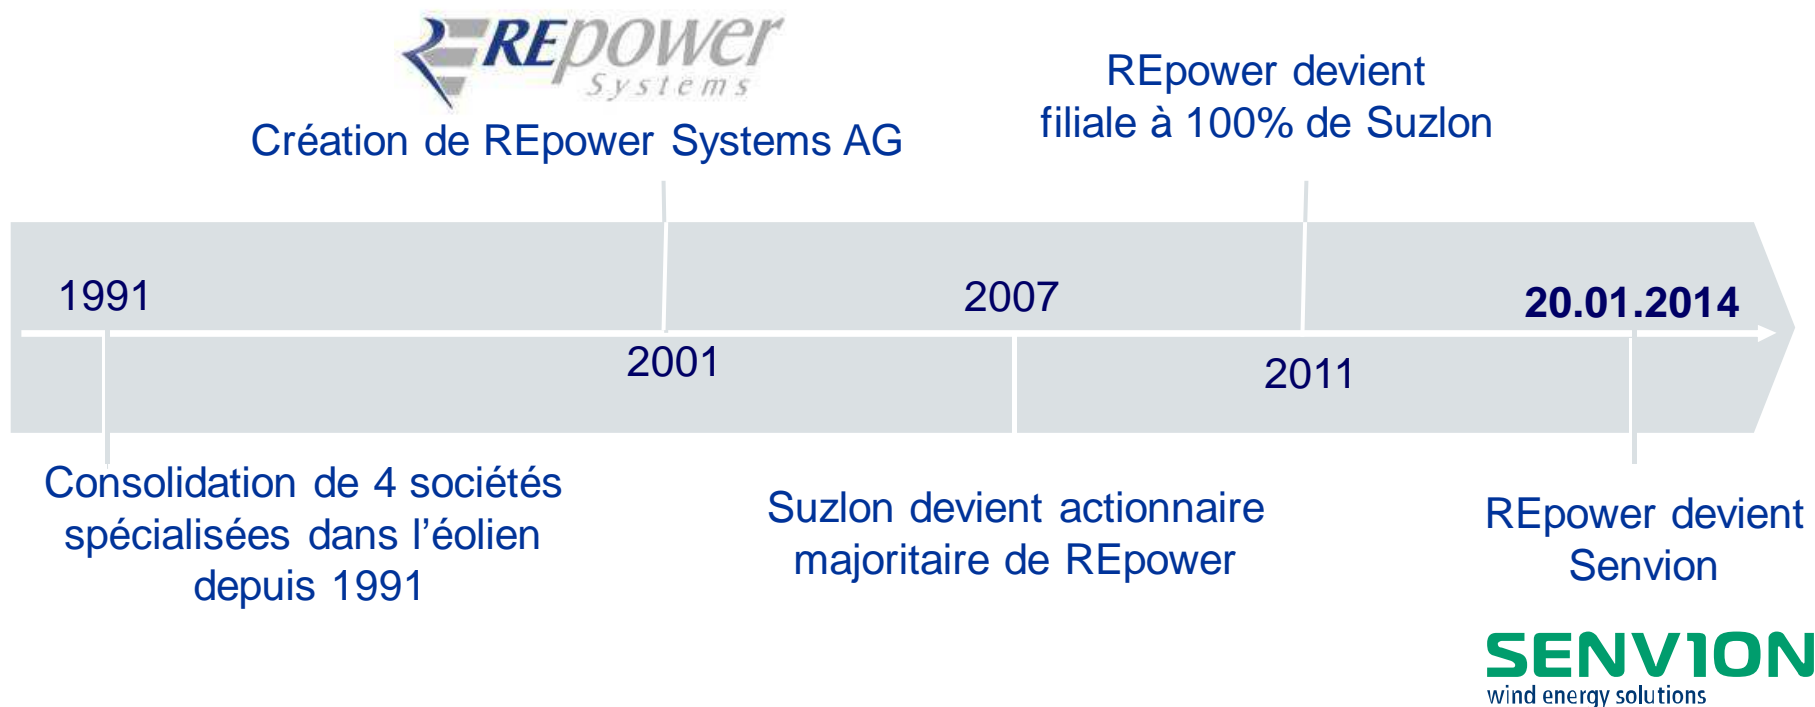 REpower
Systems
Création de REpower Systems AG
REpower devient
filiale à 100% de Suzlon
1991
2001
2007
2011
20.01.2014
Consolidation de 4 sociétés
spécialisées dans l’éolien
depuis 1991
Suzlon devient actionnaire
majoritaire de REpower
REpower devient
Senvion
SENVION
wind energy solutions